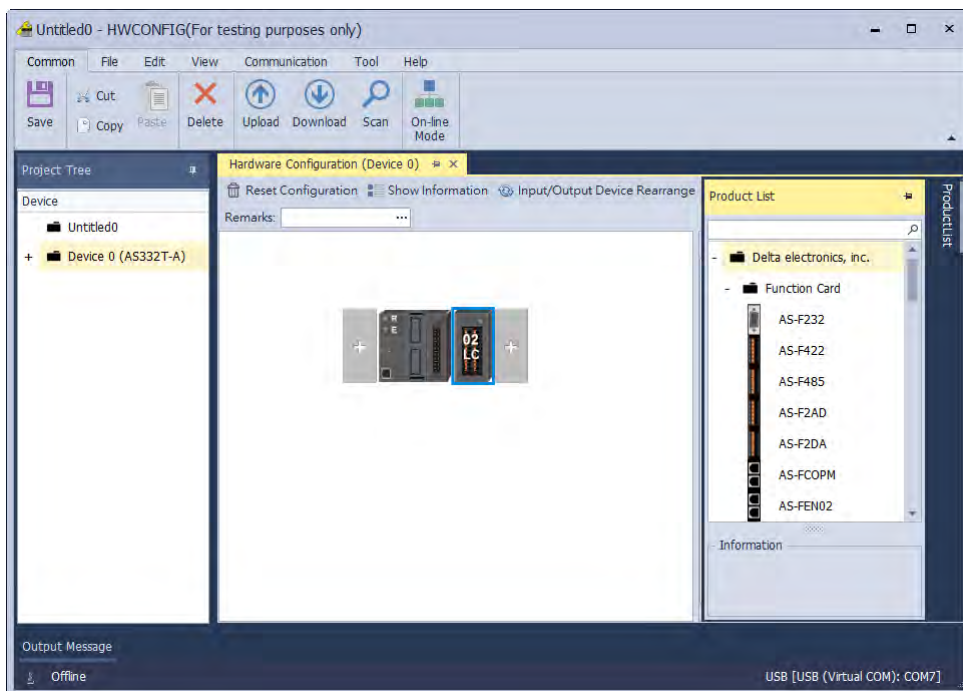 Untitled0 - HWCONFIG(For testing purposes only)
Common File Edit View Communication Tool Help
Save Cut Copy Paste Delete Upload Download Scan On-line Mode
Project Tree
Device
Untitled0
+ Device 0 (AS332T-A)
Hardware Configuration (Device 0)
Reset Configuration Show Information Input/Output Device Rearrange
Remarks: ...
R
E
02
LC
Product List
- Delta electronics, inc.
- Function Card
AS-F232
AS-F422
AS-F485
AS-F2AD
AS-F2DA
AS-FCOPM
AS-FEN02
Information
ProductList
Output Message
Offline
USB [USB (Virtual COM): COM7]